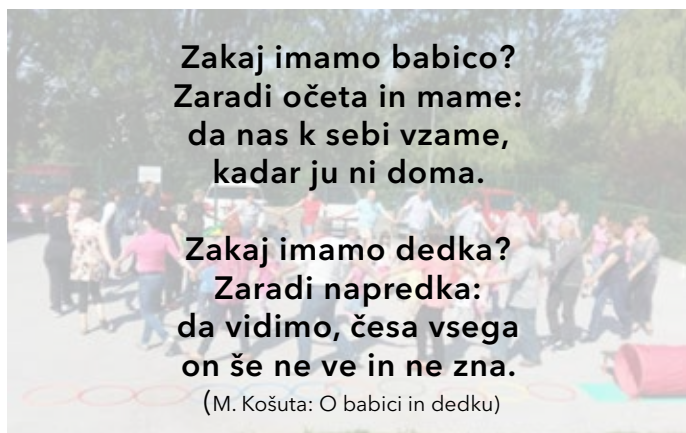 Zakaj imamo babico?
Zaradi očeta in mame:
da nas k sebi vzame,
kadar ju ni doma.
Zakaj imamo dedka?
Zaradi napredka:
da vidimo, česa vsega
on še ne ve in ne zna.
(M. Košuta: O babici in dedku)